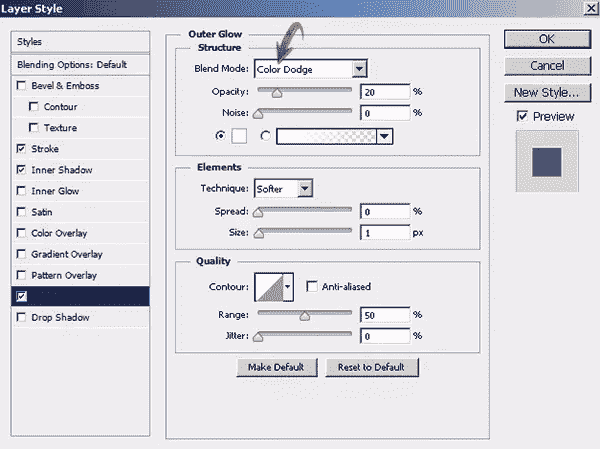 Layer Style
Styles
Blending Options: Default
Bevel & Emboss
Contour
Texture
Stroke
Inner Shadow
Inner Glow
Satin
Color Overlay
Gradient Overlay
Pattern Overlay
Drop Shadow
Outer Glow
Structure
Blend Mode: Color Dodge
Opacity: 20 %
Noise: 0 %
Elements
Technique: Softer
Spread: 0 %
Size: 1 px
Quality
Contour: Anti-aliased
Range: 50 %
Jitter: 0 %
Make Default Reset to Default
OK
Cancel
New Style...
Preview